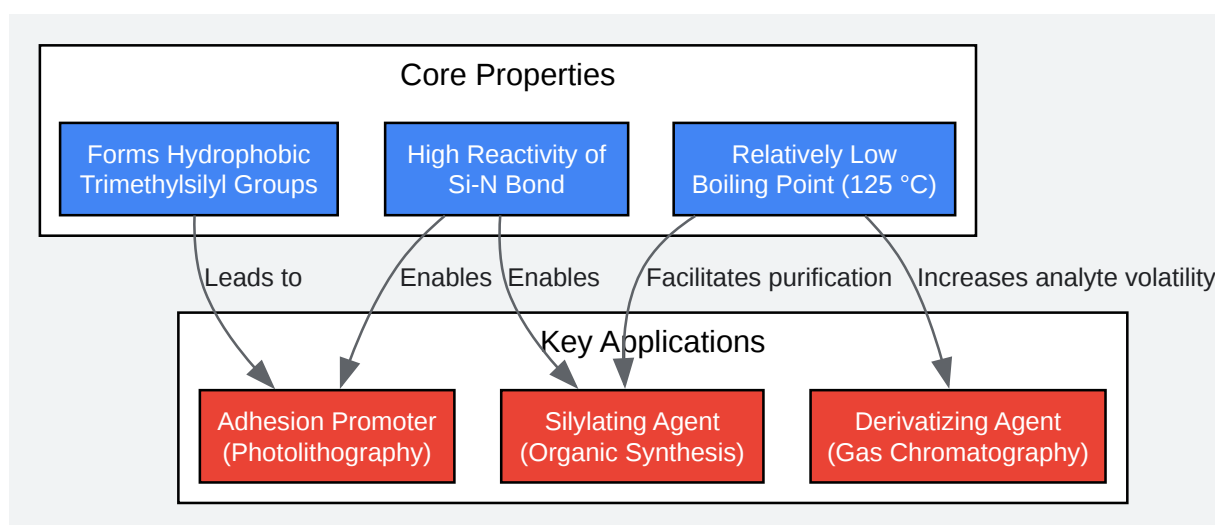 Core Properties
Forms Hydrophobic
Trimethylsilyl Groups
High Reactivity of
Si-N Bond
Relatively Low
Boiling Point (125 °C)
Leads to
Enables
Enables
Facilitates purification
Increases analyte volatility
Key Applications
Adhesion Promoter
(Photolithography)
Silylating Agent
(Organic Synthesis)
Derivatizing Agent
(Gas Chromatography)